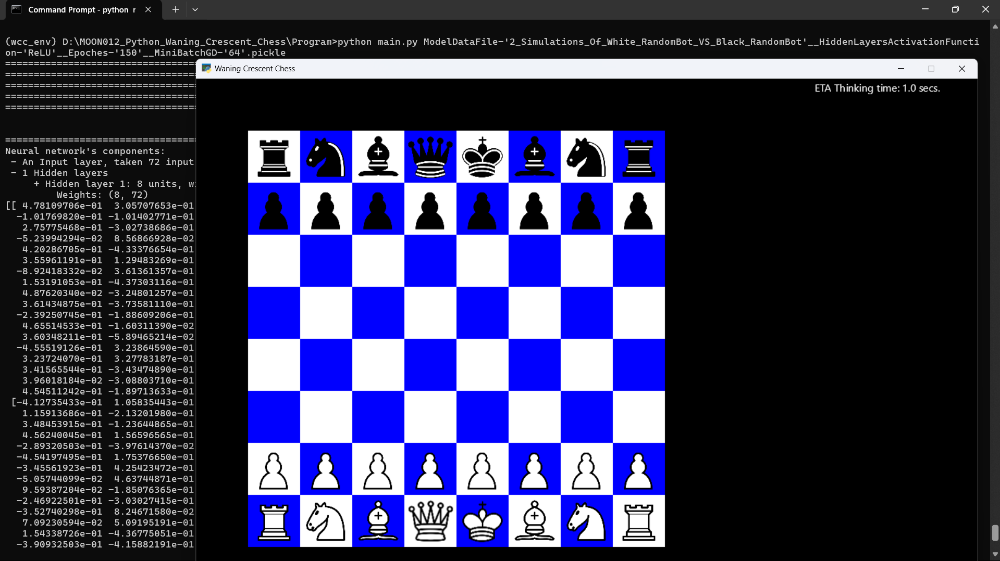 Command Prompt - python r
(wcc_env) D:\MOON012_Python_Waning_Crescent_Chess\Program>python main.py ModelDataFile-'2_Simulations_Of_White_RandomBot_VS_Black_RandomBot'__HiddenLayersActivationFuncti
on-'ReLU'__Epoches-'150'__MiniBatchGD-'64'.pickle
==================================
==================================
==================================
==================================
==================================
==================================
Neural network's components:
- An Input layer, taken 72 input
- 1 Hidden layers
+ Hidden layer 1: 8 units,
Weights: (8, 72)
[[ 4.78109706e-01 3.05707653e-01
-1.01769820e-01 -1.01402771e-01
2.75775468e-01 -3.02738686e-01
-5.23994294e-02 8.56866928e-02
4.20286705e-01 -4.33376654e-01
3.55961191e-01 1.29483269e-01
-8.92418332e-02 3.61361357e-01
1.53191053e-01 -4.37303116e-01
4.87620340e-02 -3.24801257e-01
3.61434875e-01 -3.73581110e-01
-2.39250745e-01 -1.88609206e-01
4.65514533e-01 -1.60311390e-02
3.60348211e-01 -5.89465214e-02
-4.55519126e-01 3.23864590e-01
3.23724070e-01 3.27783187e-01
3.41565544e-01 -3.43474890e-01
3.96018184e-02 -3.08803710e-01
4.54511242e-01 -1.89713633e-01
[-4.12735433e-01 1.05835443e-01
1.15913686e-01 -2.13201980e-01
3.48453915e-01 -1.23644865e-01
4.56240045e-01 1.56596565e-01
-2.89320503e-01 -3.97614370e-02
-4.54197495e-01 1.75376650e-01
-3.45561923e-01 4.25423472e-01
-5.05744099e-02 4.63744871e-01
9.59387204e-02 -1.85076365e-01
-2.46922501e-01 -3.03027415e-01
-3.52740298e-01 8.24671580e-02
7.09230594e-02 5.09195191e-01
1.54338726e-01 -4.36775051e-01
-3.90932503e-01 -4.15882191e-01
Waning Crescent Chess
ETA Thinking time: 1.0 secs.